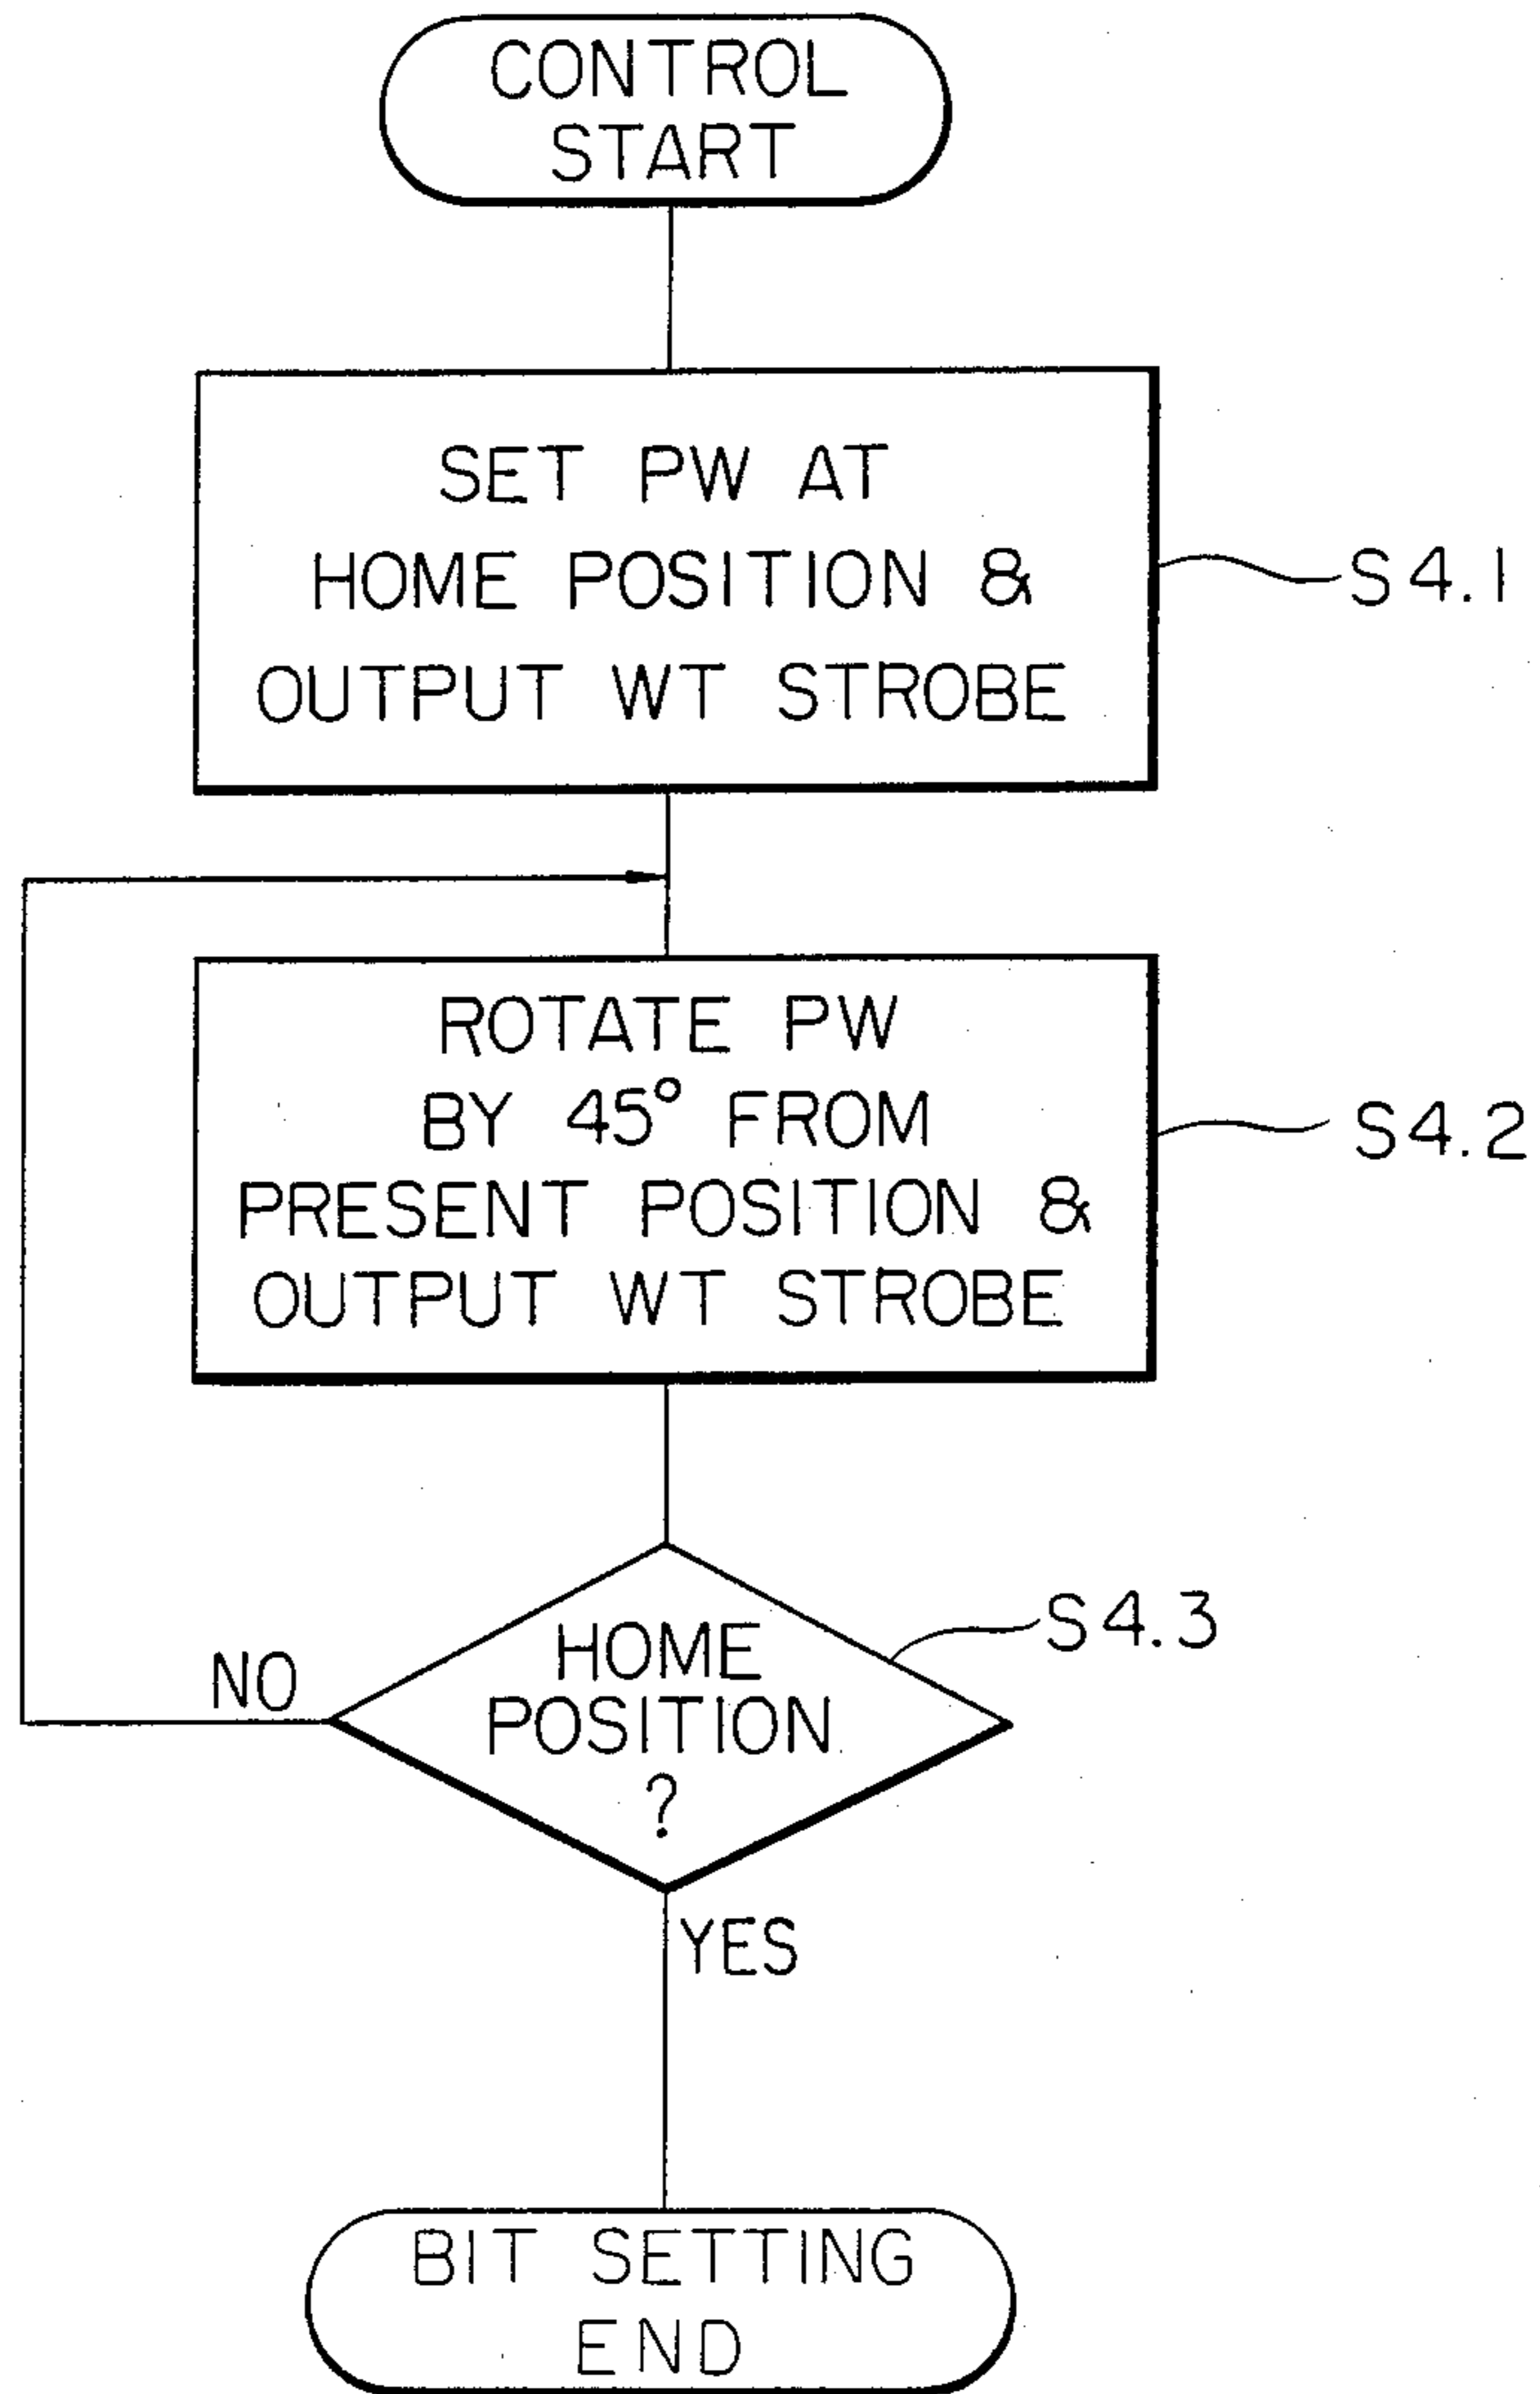 CONTROL
START
SET PW AT
HOME POSITION &
OUTPUT WT STROBE
S4.1
ROTATE PW
BY 45° FROM
PRESENT POSITION &
OUTPUT WT STROBE
S4.2
HOME
POSITION
?
S4.3
NO
YES
BIT SETTING
END